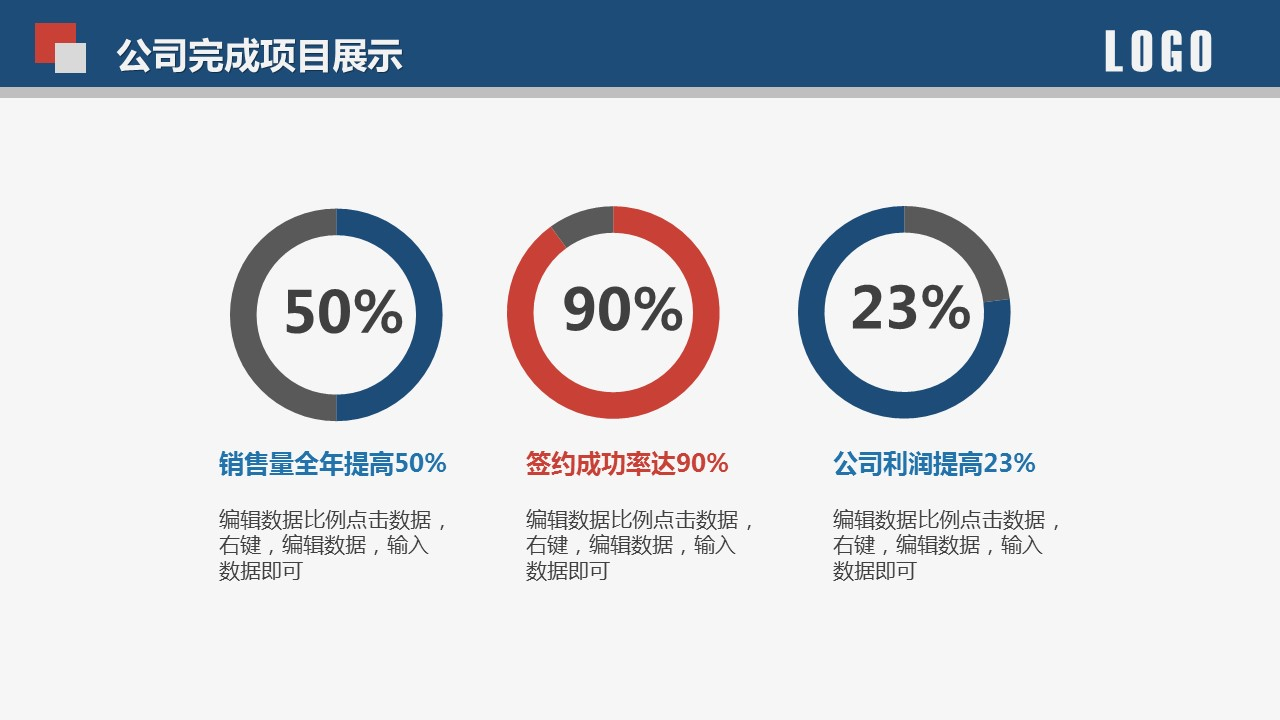 公司完成项目展示
LOGO
50%
90%
23%
销售量全年提高50%
签约成功率达90%
公司利润提高23%
编辑数据比例点击数据，
右键，编辑数据，输入
数据即可
编辑数据比例点击数据，
右键，编辑数据，输入
数据即可
编辑数据比例点击数据，
右键，编辑数据，输入
数据即可